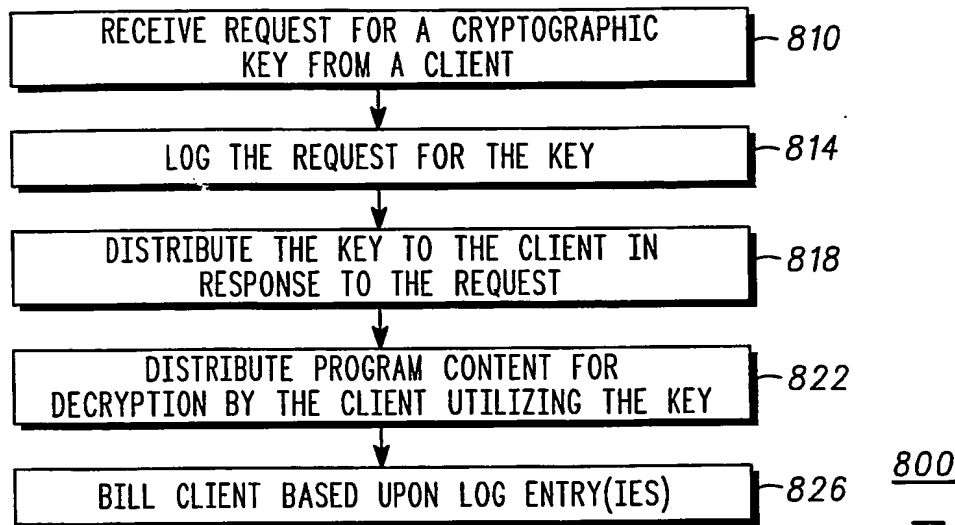 RECEIVE REQUEST FOR A CRYPTOGRAPHIC
KEY FROM A CLIENT
810
LOG THE REQUEST FOR THE KEY
814
DISTRIBUTE THE KEY TO THE CLIENT IN
RESPONSE TO THE REQUEST
818
DISTRIBUTE PROGRAM CONTENT FOR
DECRYPTION BY THE CLIENT UTILIZING THE KEY
822
BILL CLIENT BASED UPON LOG ENTRY(IES)
826
800